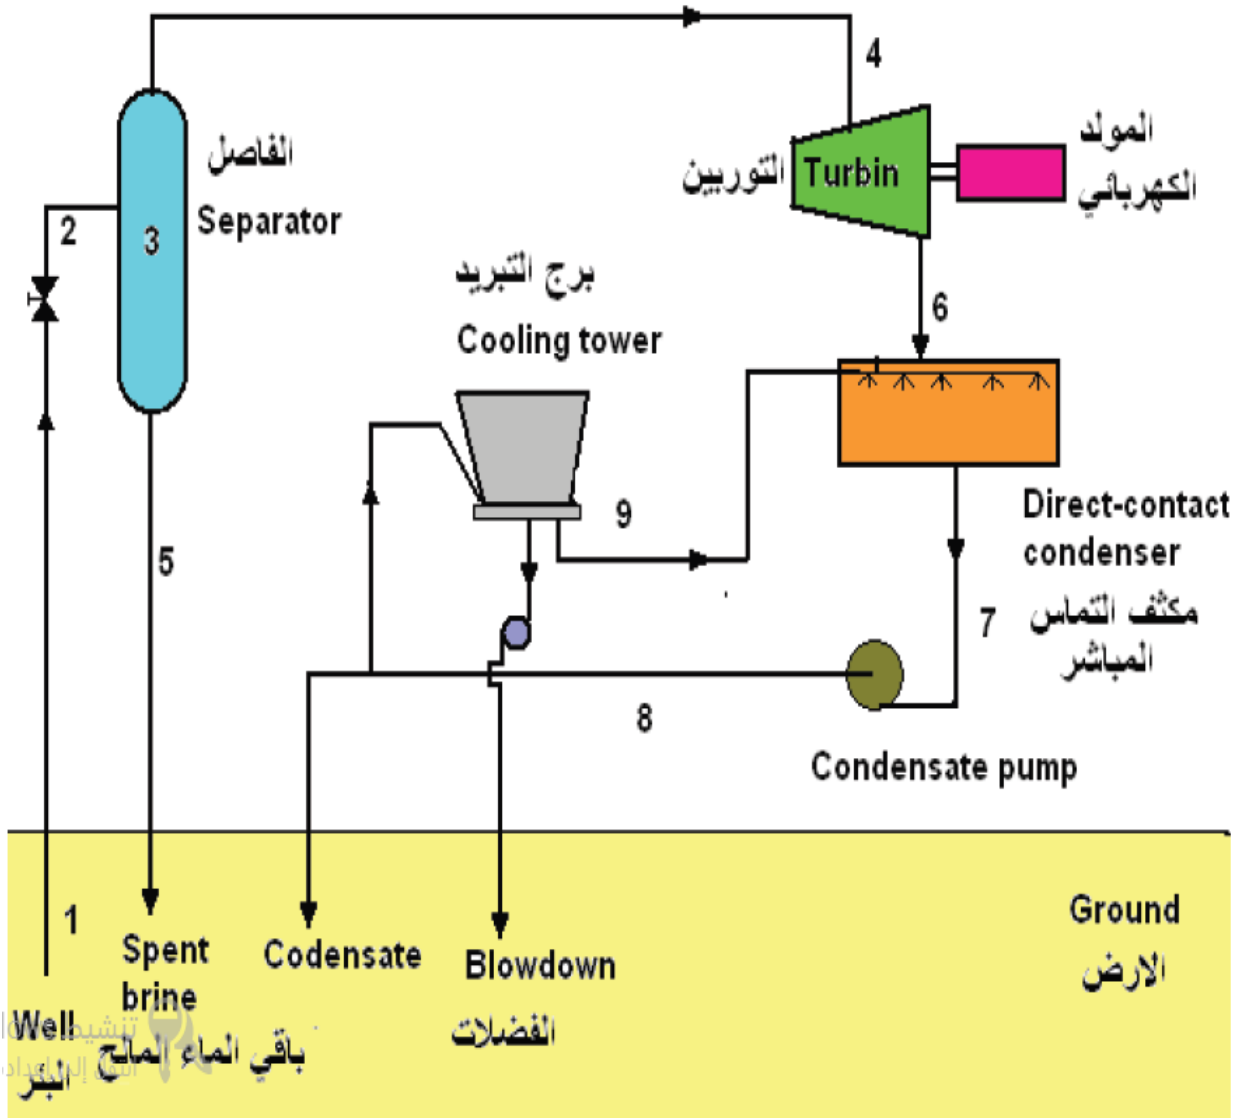 4
المولد
الكهربائي
الفاصل
Separator
التوربين
Turbin
2
3
برج التبريد
Cooling tower
6
9
Direct-contact
condenser
5
مكثف التماس
المباشر
7
8
Condensate pump
1
Spent
brine
Codensate
Blowdown
Ground
الارض
Well
تنشيط
باقي الماء المالح
الفضلات
البئر